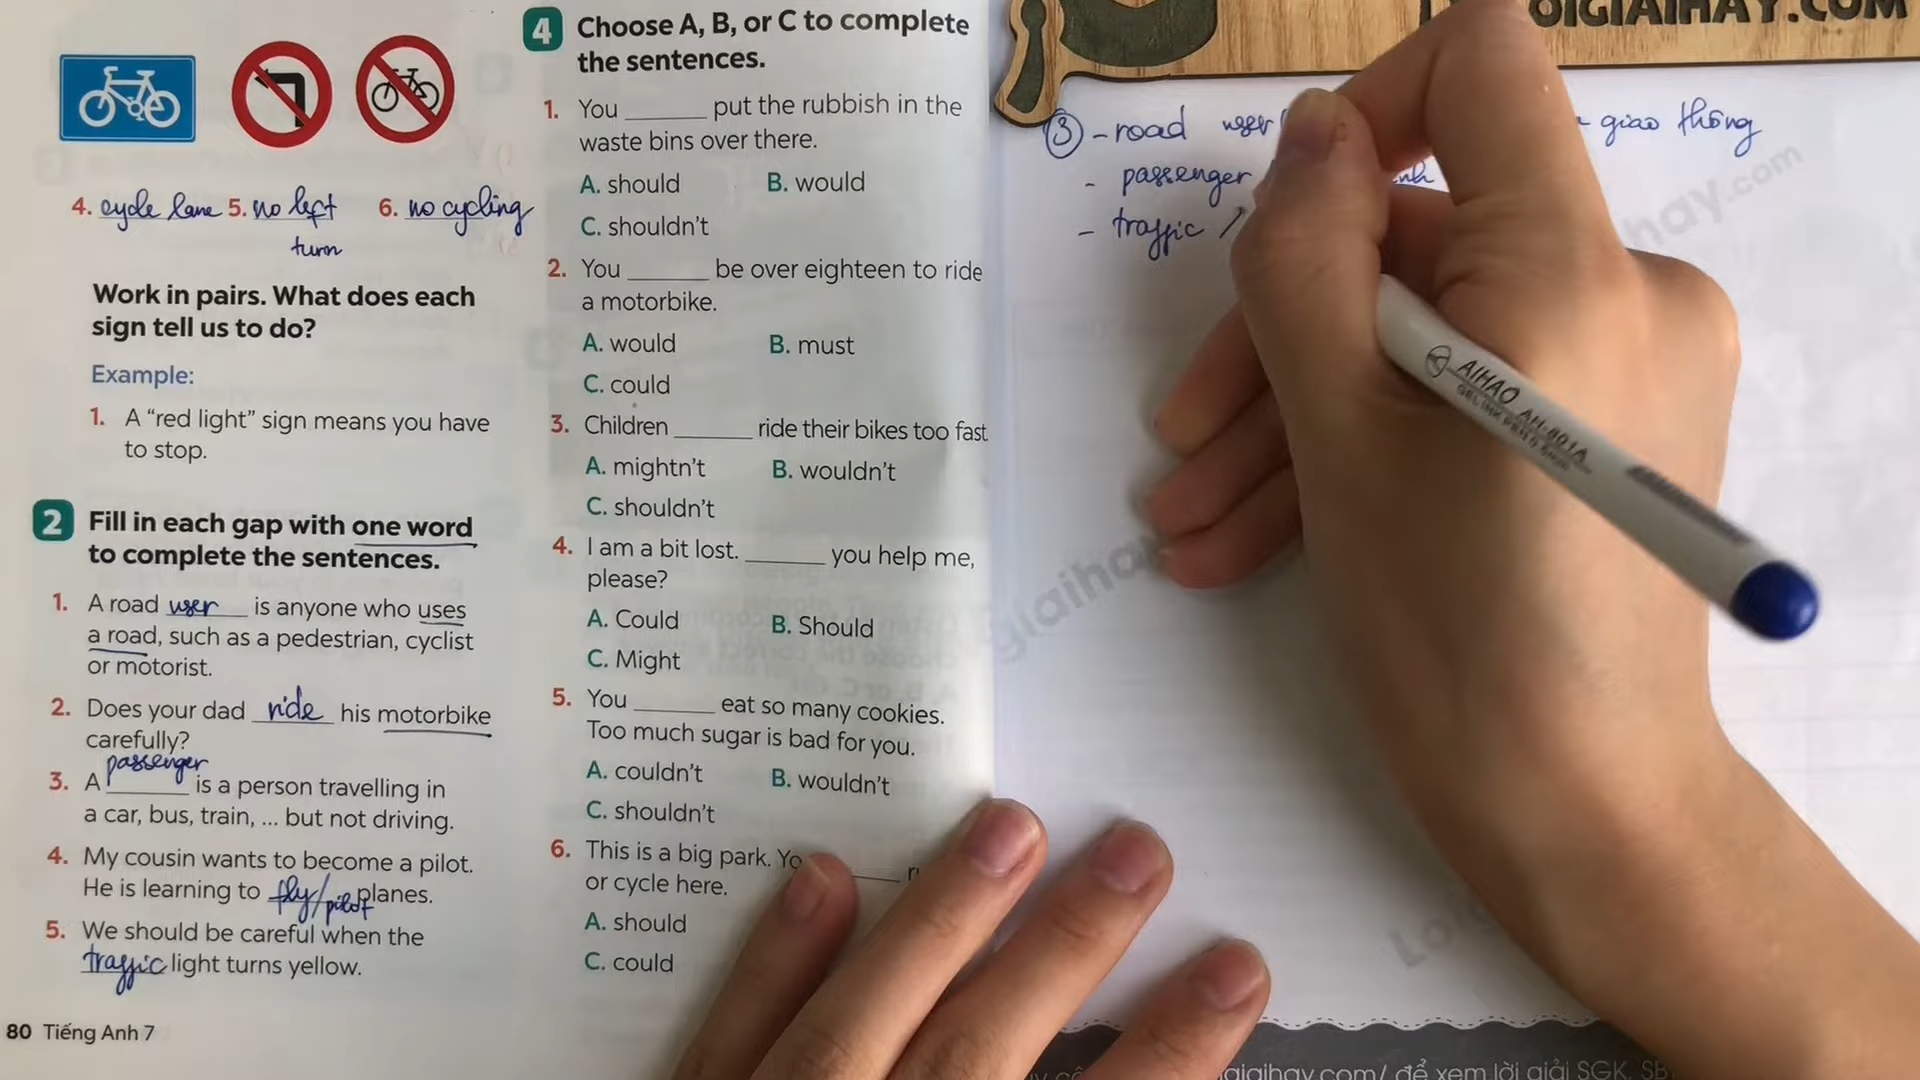 4. cycle lane 5. no left turn 6. no cycling
Work in pairs. What does each
sign tell us to do?
Example:
1. A “red light” sign means you have
to stop.
2 Fill in each gap with one word
to complete the sentences.
1. A road user is anyone who uses
a road, such as a pedestrian, cyclist
or motorist.
2. Does your dad ride his motorbike
carefully?
3. A passenger is a person travelling in
a car, bus, train, ... but not driving.
4. My cousin wants to become a pilot.
He is learning to fly/pilot planes.
5. We should be careful when the
traffic light turns yellow.
80 Tiếng Anh 7
4 Choose A, B, or C to complete
the sentences.
1. You ______ put the rubbish in the
waste bins over there.
A. should B. would
C. shouldn't
2. You ______ be over eighteen to ride
a motorbike.
A. would B. must
C. could
3. Children ______ ride their bikes too fast
A. mightn't B. wouldn't
C. shouldn't
4. I am a bit lost. ______ you help me,
please?
A. Could B. Should
C. Might
5. You ______ eat so many cookies.
Too much sugar is bad for you.
A. couldn't B. wouldn't
C. shouldn't
6. This is a big park. Yo
or cycle here.
A. should
C. could
OIGIAIHAY.COM
3 - road user giao thông
- passenger
- traffic
AIHAO AH-801A
giaihay.com/ để xem lời giải SGK,